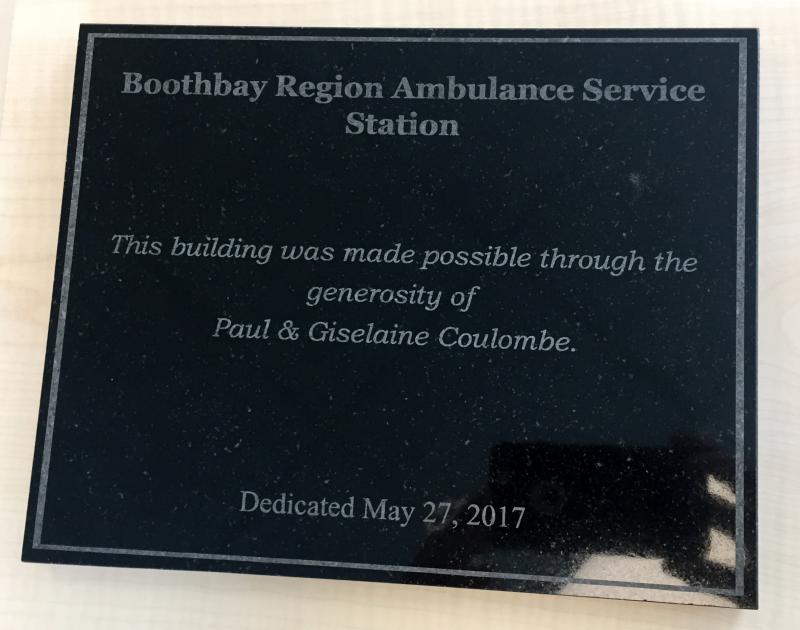 Boothbay Region Ambulance Service
Station
This building was made possible through the
generosity of
Paul & Giselaine Coulombe.
Dedicated May 27, 2017